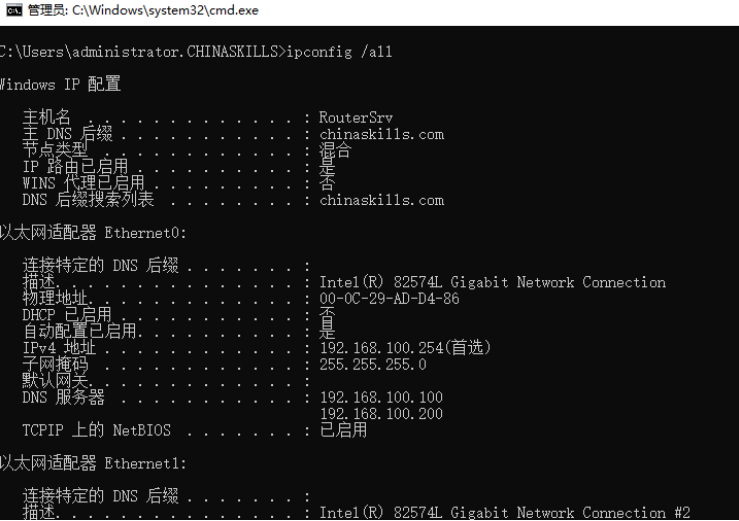 管理员: C:\Windows\system32\cmd.exe
C:\Users\administrator.CHINASKILLS>ipconfig /all
Windows IP 配置
主机名 . . . . . . . . . . . . . : RouterSrv
主 DNS 后缀 . . . . . . . . . . . : chinaskills.com
节点类型 . . . . . . . . . . . . : 混合
IP 路由已启用 . . . . . . . . . . : 是
WINS 代理已启用 . . . . . . . . . : 否
DNS 后缀搜索列表 . . . . . . . . : chinaskills.com
以太网适配器 Ethernet0:
连接特定的 DNS 后缀 . . . . . . . :
描述. . . . . . . . . . . . . . . : Intel(R) 82574L Gigabit Network Connection
物理地址. . . . . . . . . . . . . : 00-0C-29-AD-D4-86
DHCP 已启用 . . . . . . . . . . . : 否
自动配置已启用. . . . . . . . . . : 是
IPv4 地址 . . . . . . . . . . . . : 192.168.100.254(首选)
子网掩码 . . . . . . . . . . . . : 255.255.255.0
默认网关. . . . . . . . . . . . . :
DNS 服务器 . . . . . . . . . . . : 192.168.100.100
192.168.100.200
TCPIP 上的 NetBIOS . . . . . . . : 已启用
以太网适配器 Ethernet1:
连接特定的 DNS 后缀 . . . . . . . :
描述. . . . . . . . . . . . . . . : Intel(R) 82574L Gigabit Network Connection #2